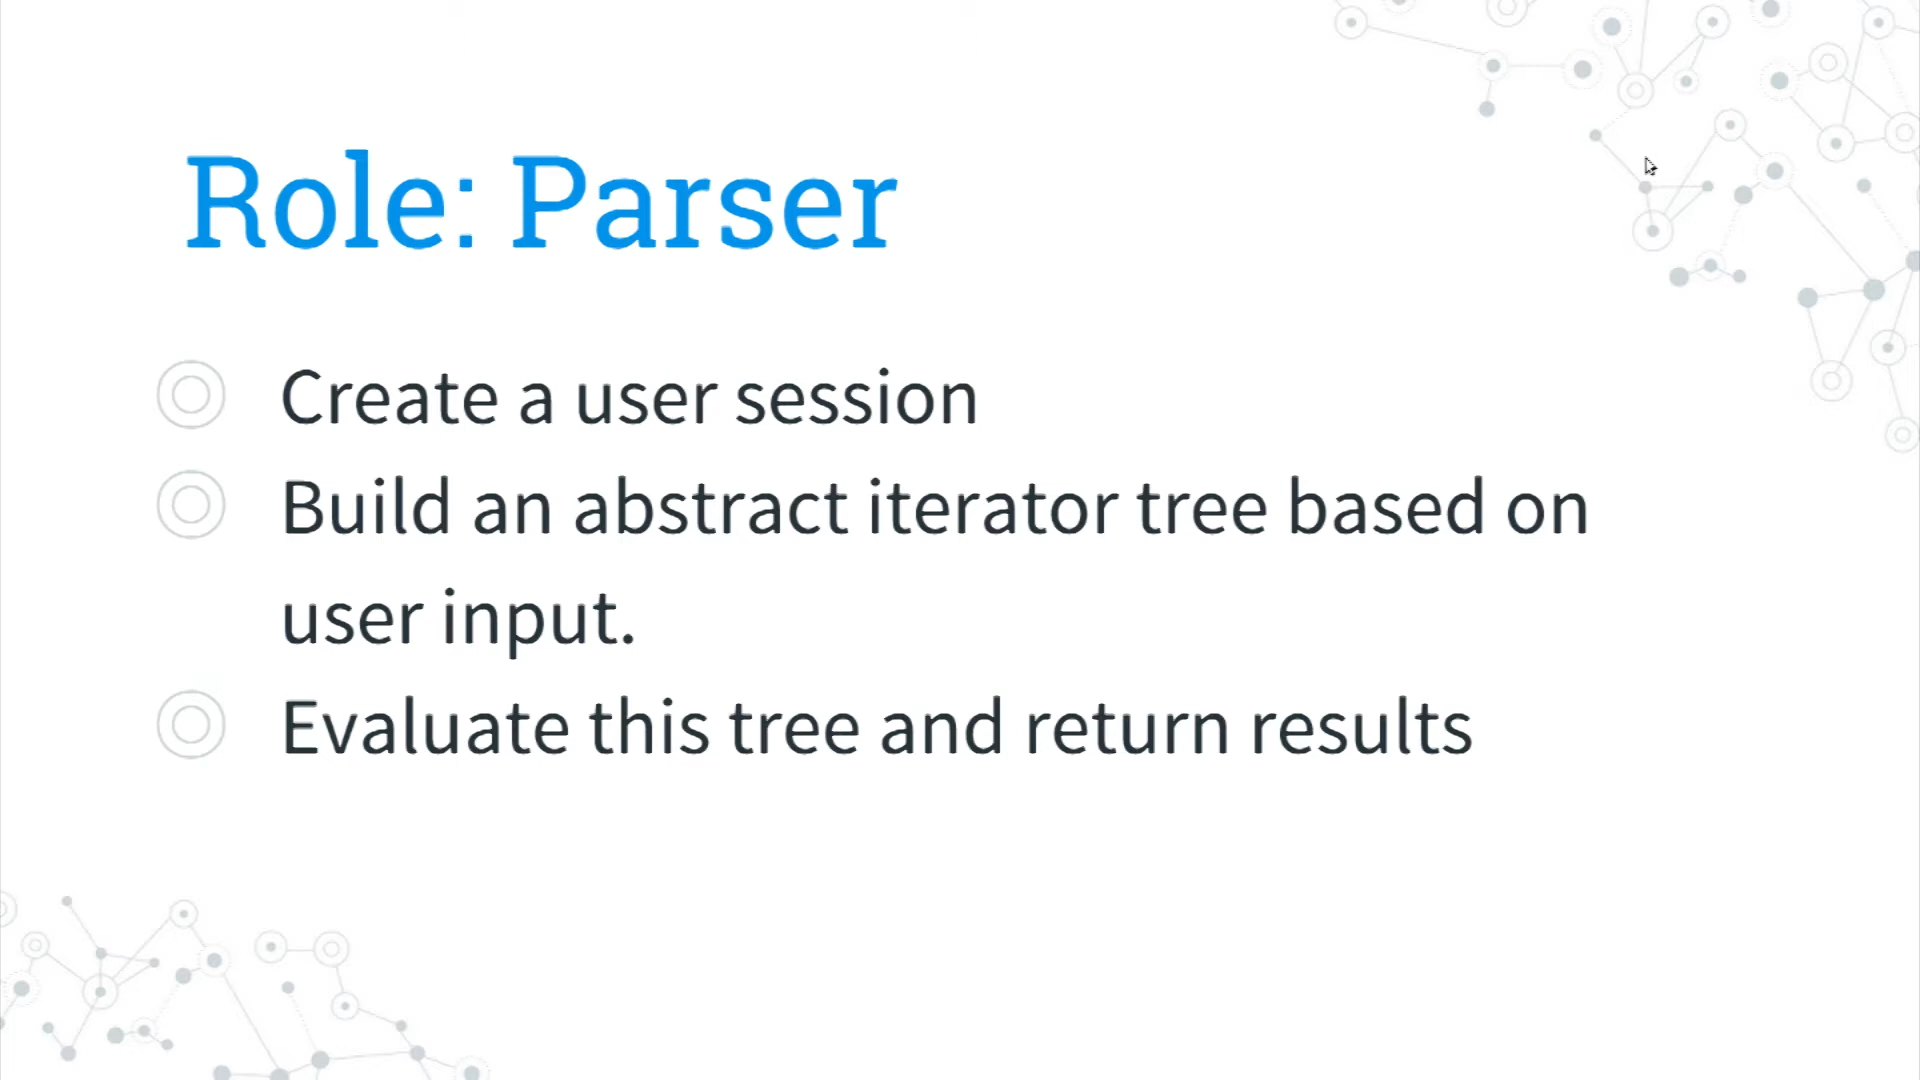 Role: Parser
Create a user session
Build an abstract iterator tree based on
user input.
Evaluate this tree and return results